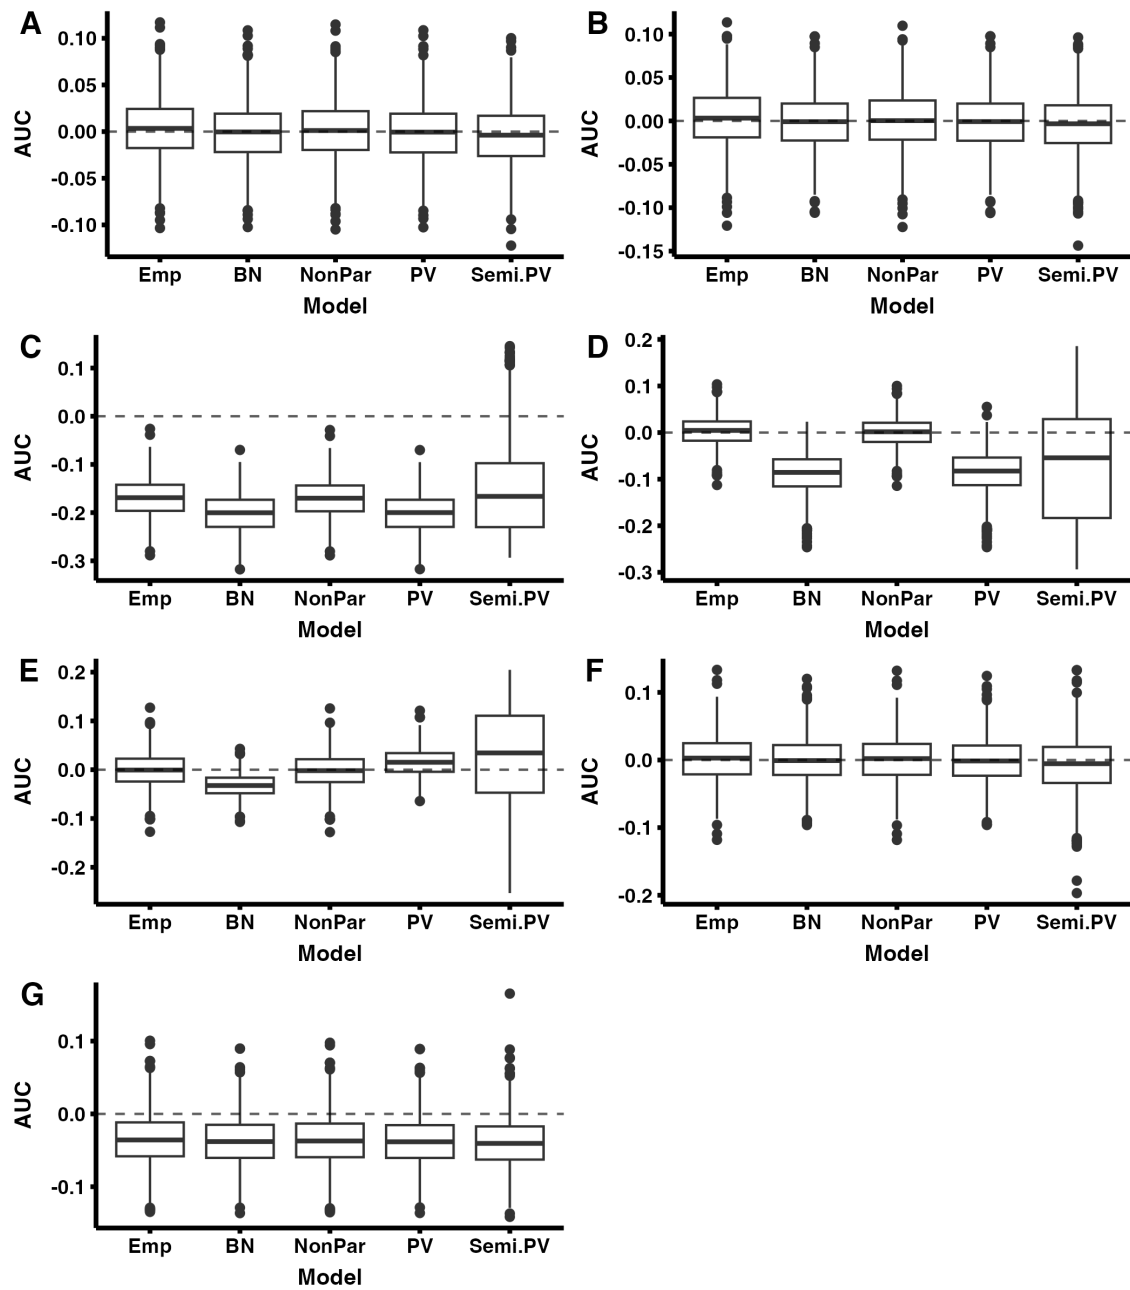 A
0.10
0.05
0.00
-0.05
-0.10
AUC
Emp BN NonPar PV Semi.PV
Model
B
0.10
0.05
0.00
-0.05
-0.10
-0.15
AUC
Emp BN NonPar PV Semi.PV
Model
C
0.1
0.0
-0.1
-0.2
-0.3
AUC
Emp BN NonPar PV Semi.PV
Model
D
0.2
0.1
0.0
-0.1
-0.2
-0.3
AUC
Emp BN NonPar PV Semi.PV
Model
E
0.2
0.1
0.0
-0.1
-0.2
AUC
Emp BN NonPar PV Semi.PV
Model
F
0.1
0.0
-0.1
-0.2
AUC
Emp BN NonPar PV Semi.PV
Model
G
0.1
0.0
-0.1
AUC
Emp BN NonPar PV Semi.PV
Model